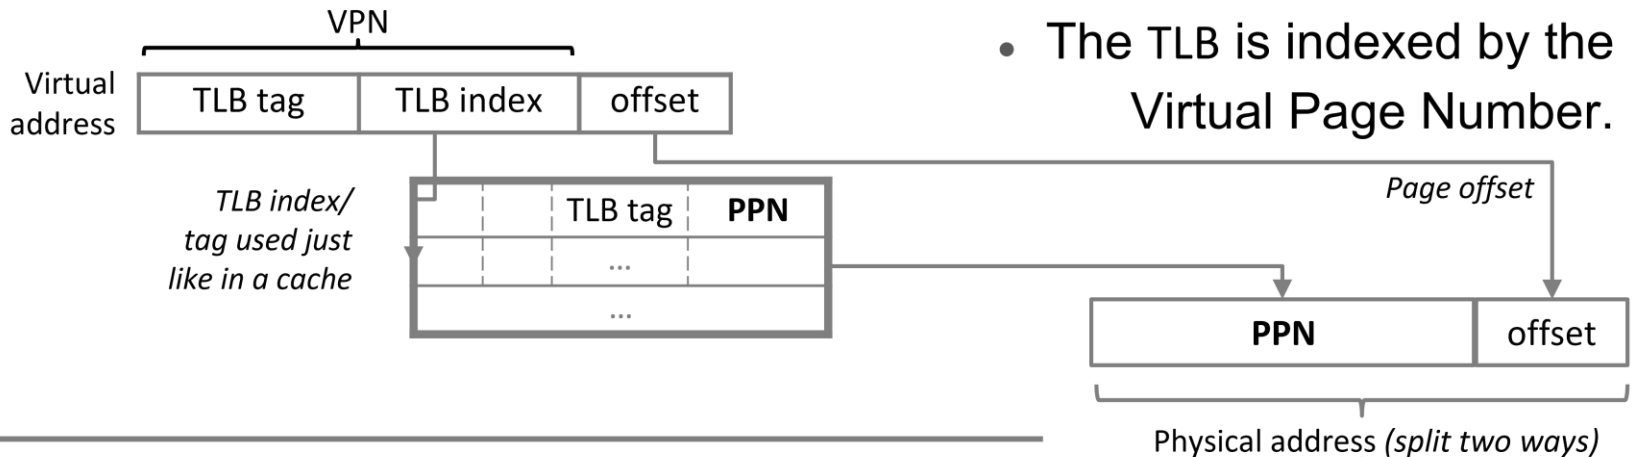 VPN
• The TLB is indexed by the
Virtual Page Number.
Virtual
address
TLB tag
TLB index
offset
TLB index/
tag used just
like in a cache
TLB tag
PPN
...
...
Page offset
PPN
offset
Physical address (split two ways)